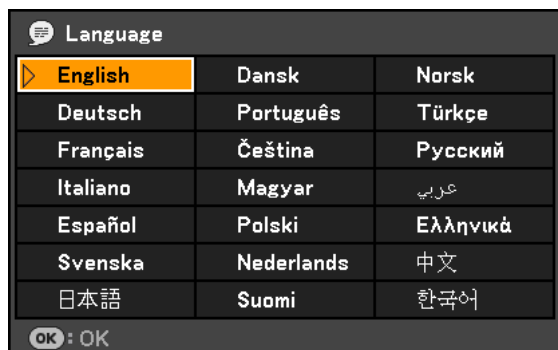 Language
English Dansk Norsk
Deutsch Português Türkçe
Français Čeština Русский
Italiano Magyar عربي
Español Polski Ελληνικά
Svenska Nederlands 中文
日本語 Suomi 한국어
OK : OK